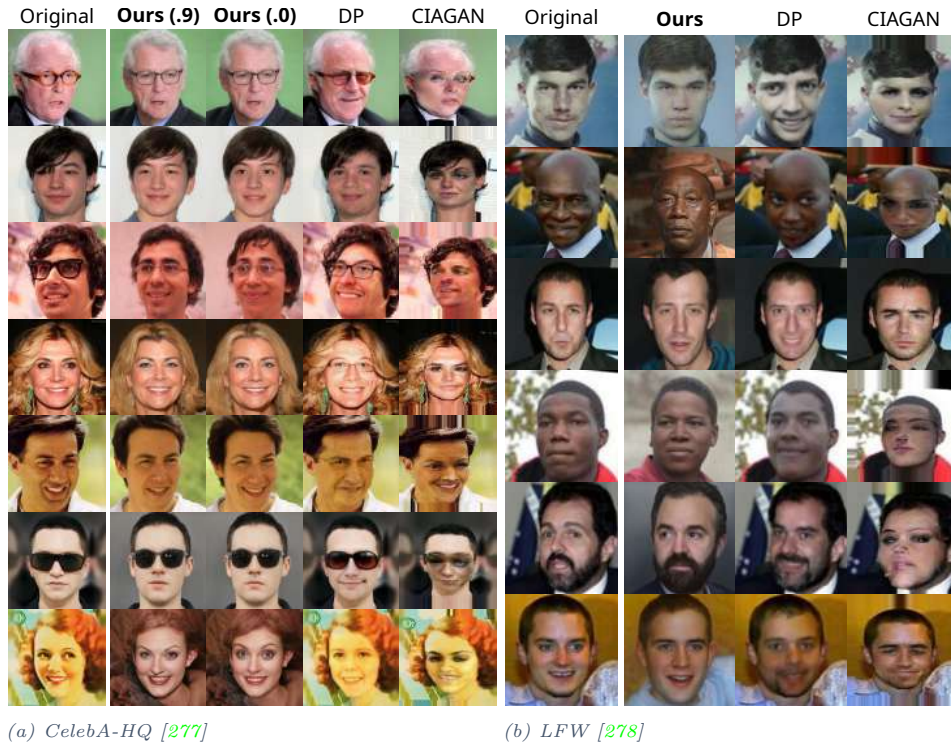 Original Ours (.9) Ours (.0) DP CIAGAN
Original Ours DP CIAGAN
(a) CelebA-HQ [277]
(b) LFW [278]